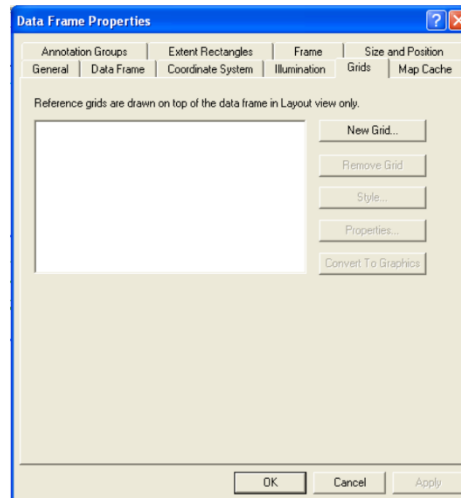 Data Frame Properties
Annotation Groups Extent Rectangles Frame Size and Position
General Data Frame Coordinate System Illumination Grids Map Cache
Reference grids are drawn on top of the data frame in Layout view only.
New Grid...
Remove Grid
Style...
Properties...
Convert To Graphics
OK Cancel Apply